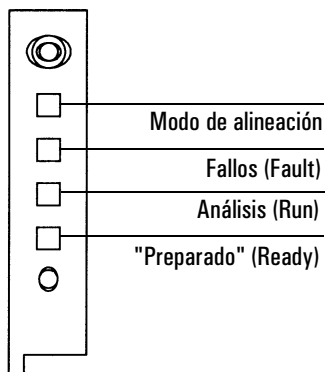 Modo de alineación
Fallos (Fault)
Análisis (Run)
"Preparado" (Ready)